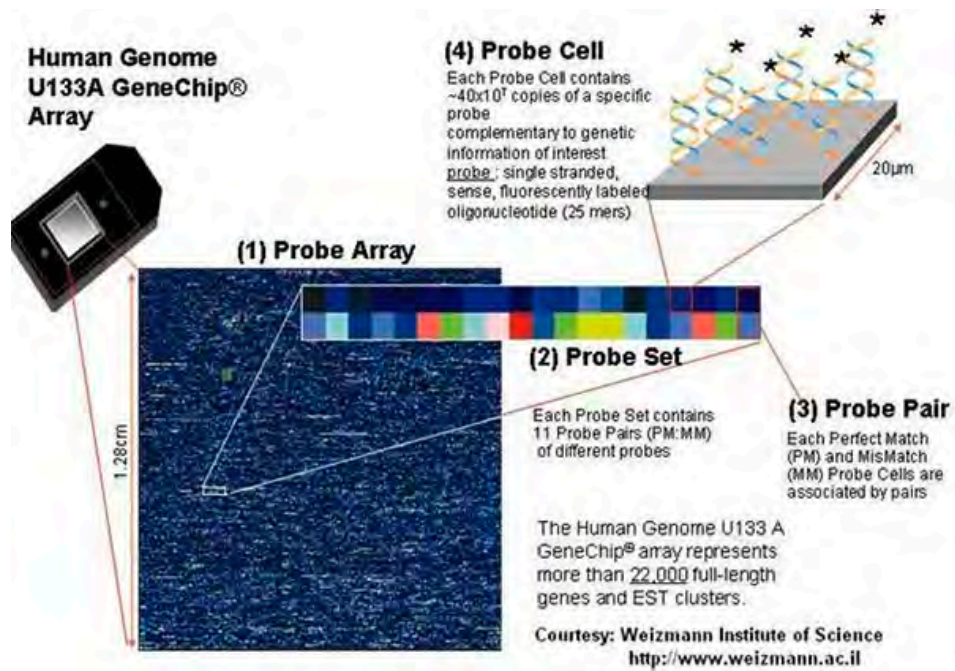 Human Genome
U133A GeneChip®
Array
(4) Probe Cell
Each Probe Cell contains
~40x10⁷ copies of a specific
probe
complementary to genetic
information of interest
probe : single stranded,
sense, fluorescently labeled
oligonucleotide (25 mers)
* * * * *
20µm
(1) Probe Array
1.28cm
(2) Probe Set
Each Probe Set contains
11 Probe Pairs (PM:MM)
of different probes
(3) Probe Pair
Each Perfect Match
(PM) and MisMatch
(MM) Probe Cells are
associated by pairs
The Human Genome U133 A
GeneChip® array represents
more than 22,000 full-length
genes and EST clusters.
Courtesy: Weizmann Institute of Science
http://www.weizmann.ac.il